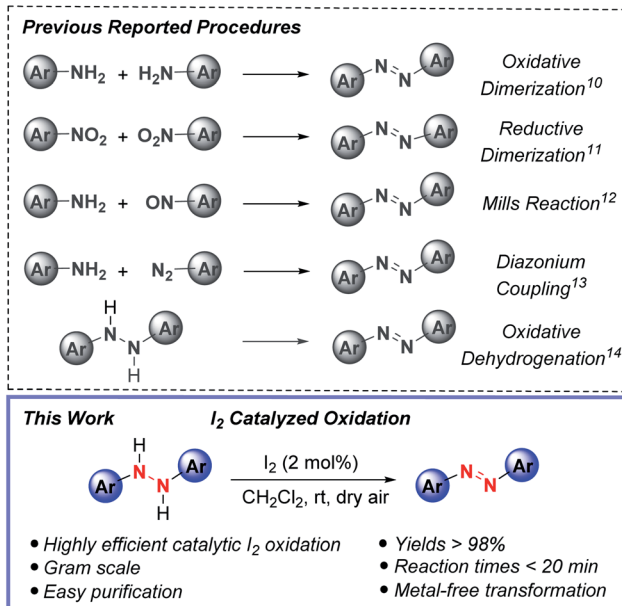 Previous Reported Procedures
Ar–NH₂ + H₂N–Ar Ar N=N Ar Oxidative
Dimerization¹⁰
Ar–NO₂ + O₂N–Ar Ar N=N Ar Reductive
Dimerization¹¹
Ar–NH₂ + ON–Ar Ar N=N Ar Mills Reaction¹²
Ar–NH₂ + N₂–Ar Ar N=N Ar Diazonium
Coupling¹³
H
Ar N N Ar Ar N=N Ar Oxidative
H Dehydrogenation¹⁴
This Work I₂ Catalyzed Oxidation
H
Ar N N Ar I₂ (2 mol%) Ar N=N Ar
H CH₂Cl₂, rt, dry air
• Highly efficient catalytic I₂ oxidation
• Gram scale
• Easy purification
• Yields > 98%
• Reaction times < 20 min
• Metal-free transformation